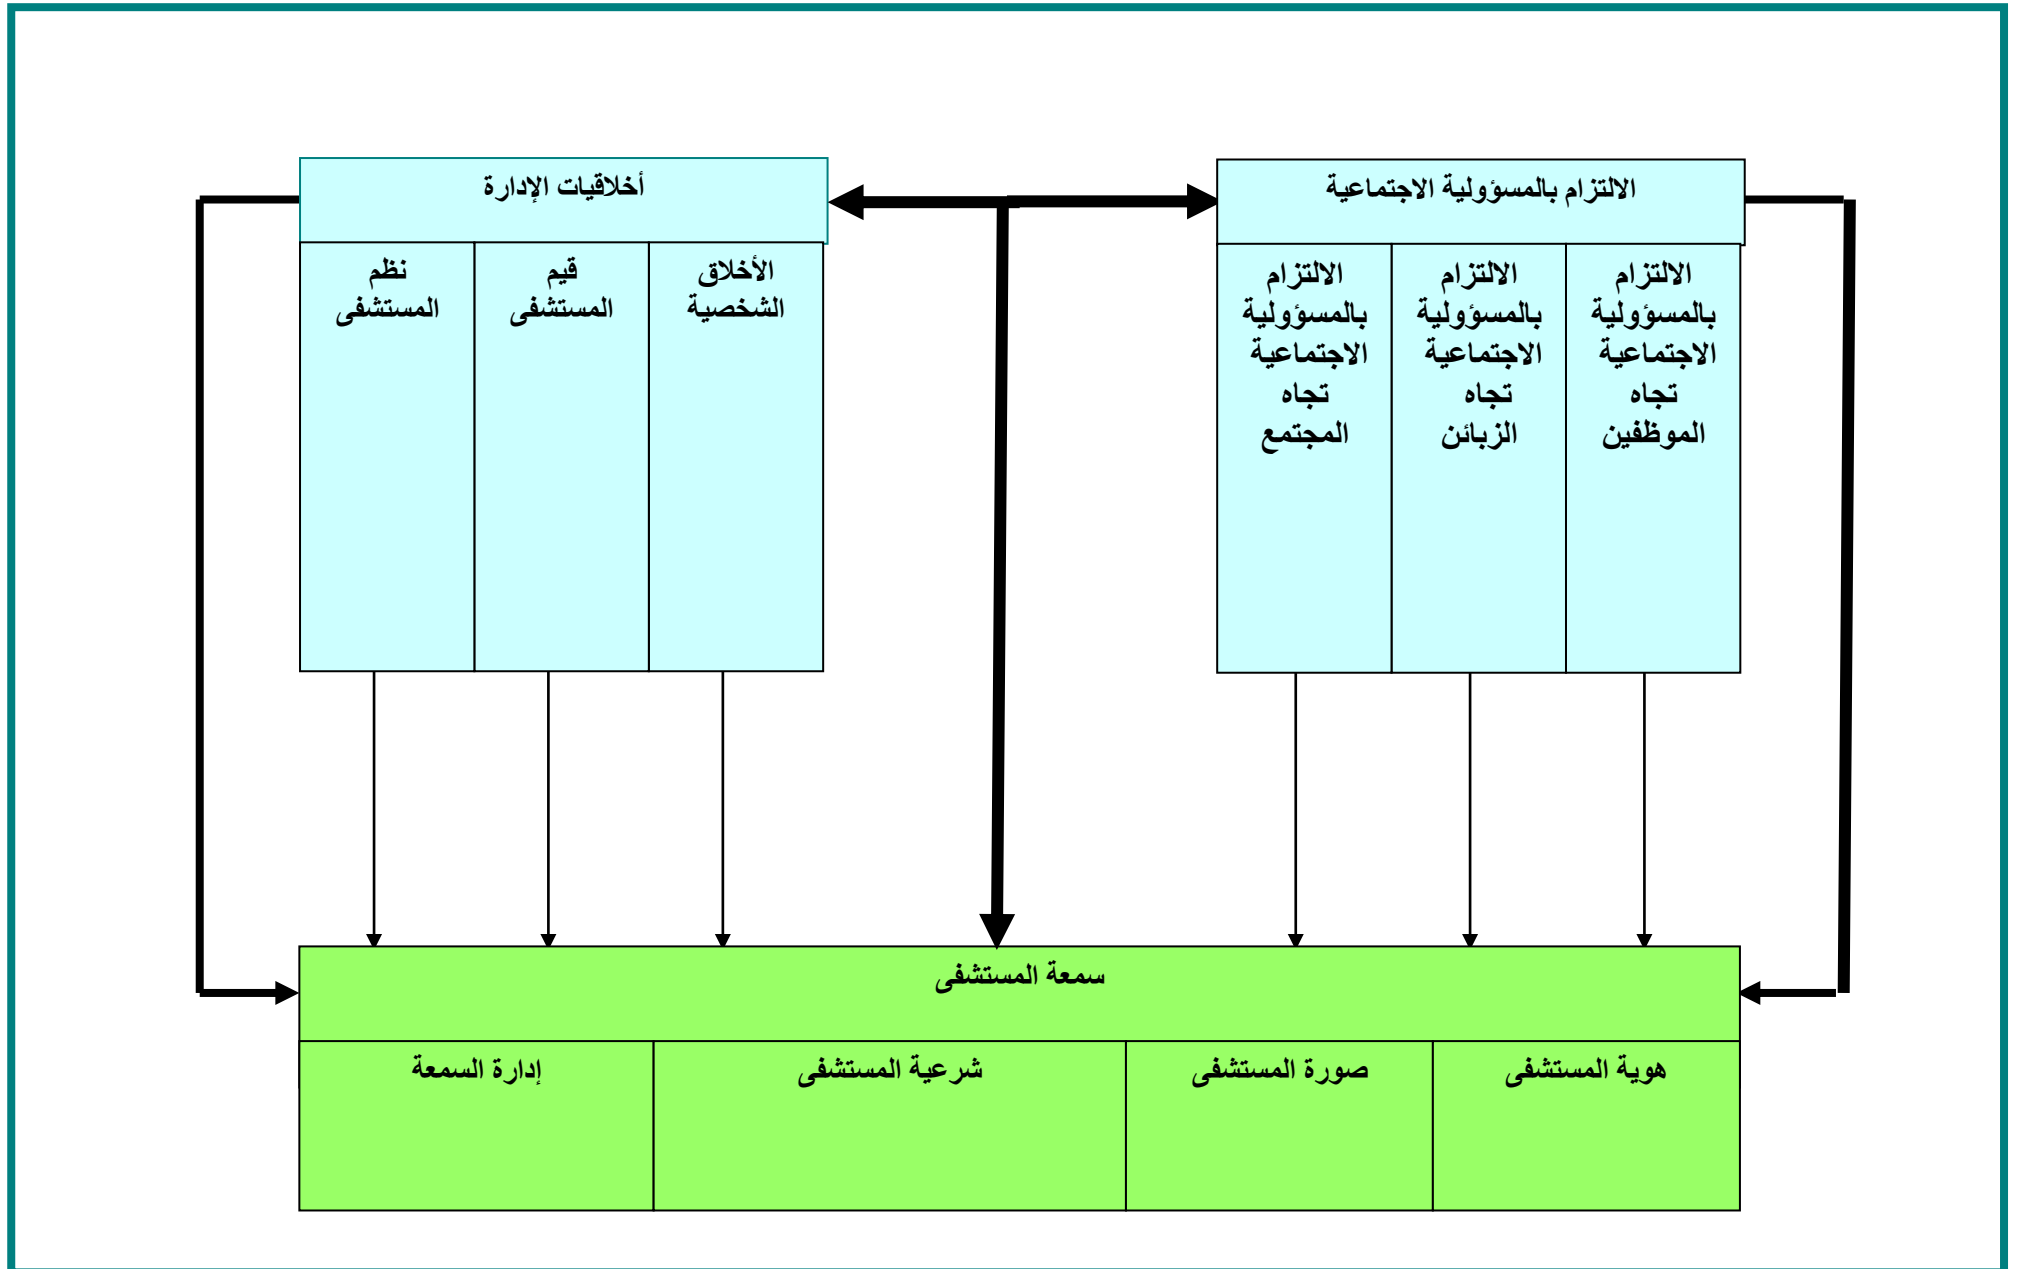 الالتزام بالمسؤولية الاجتماعية
الالتزام
بالمسؤولية
الاجتماعية
تجاه
الموظفين
الالتزام
بالمسؤولية
الاجتماعية
تجاه
الزبائن
الالتزام
بالمسؤولية
الاجتماعية
تجاه
المجتمع
أخلاقيات الإدارة
الأخلاق
الشخصية
قيم
المستشفى
نظم
المستشفى
سمعة المستشفى
هوية المستشفى
صورة المستشفى
شرعية المستشفى
إدارة السمعة